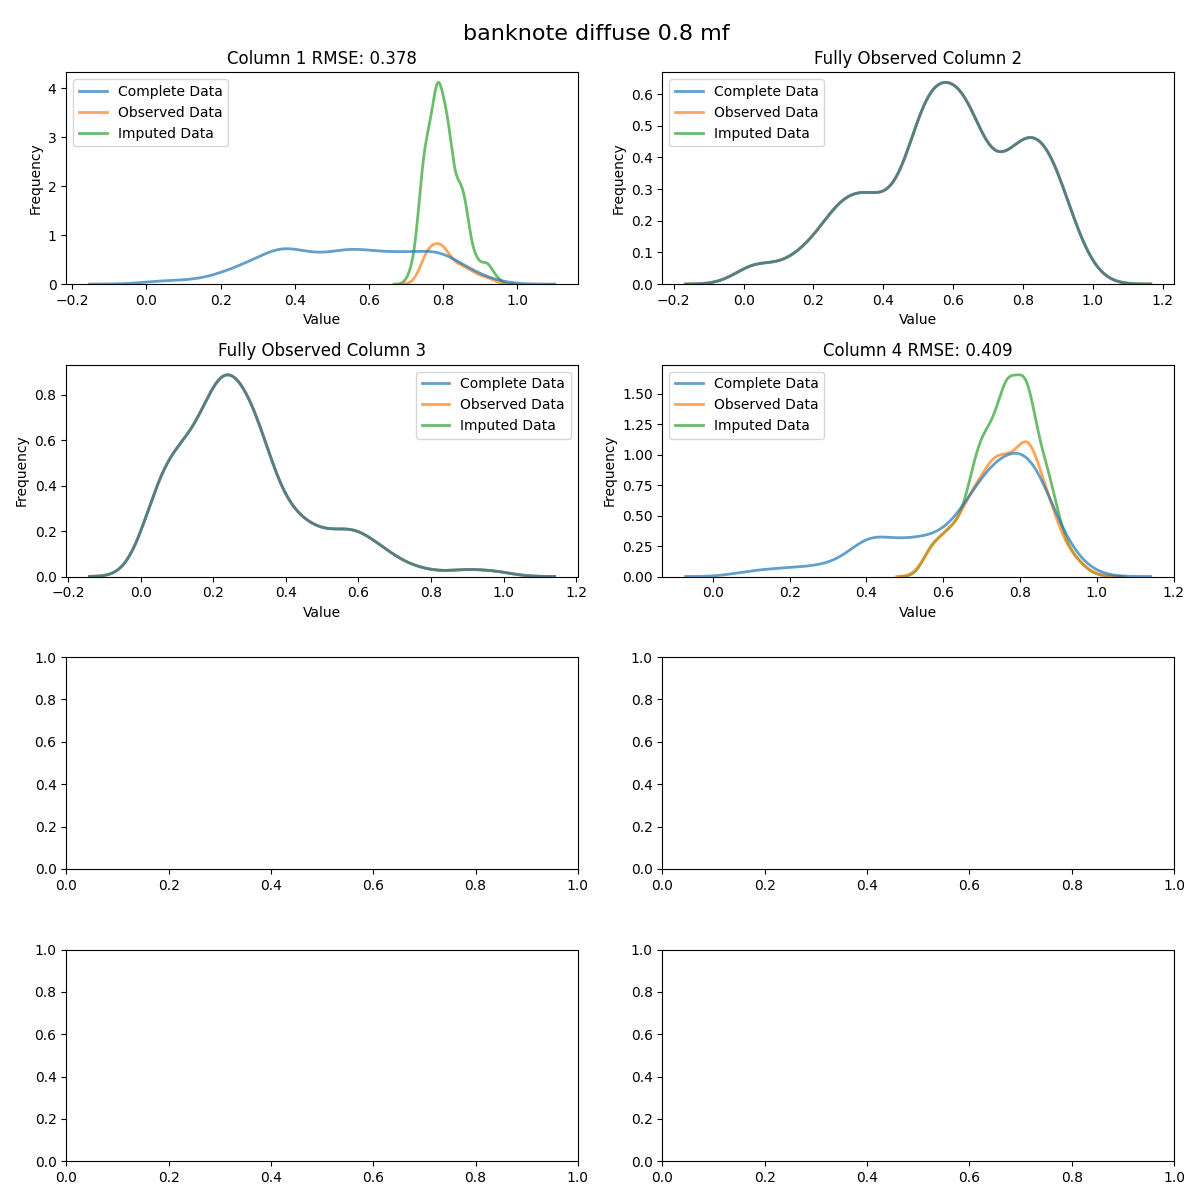 banknote diffuse 0.8 mf
Column 1 RMSE: 0.378
Complete Data
Observed Data
Imputed Data
Frequency
0
1
2
3
4
−0.2 0.0 0.2 0.4 0.6 0.8 1.0
Value
Fully Observed Column 2
Complete Data
Observed Data
Imputed Data
Frequency
0.0
0.1
0.2
0.3
0.4
0.5
0.6
−0.2 0.0 0.2 0.4 0.6 0.8 1.0 1.2
Value
Fully Observed Column 3
Complete Data
Observed Data
Imputed Data
Frequency
0.0
0.2
0.4
0.6
0.8
−0.2 0.0 0.2 0.4 0.6 0.8 1.0 1.2
Value
Column 4 RMSE: 0.409
Complete Data
Observed Data
Imputed Data
Frequency
0.00
0.25
0.50
0.75
1.00
1.25
1.50
0.0 0.2 0.4 0.6 0.8 1.0 1.2
Value
1.0
0.8
0.6
0.4
0.2
0.0
0.0 0.2 0.4 0.6 0.8 1.0
1.0
0.8
0.6
0.4
0.2
0.0
0.0 0.2 0.4 0.6 0.8 1.0
1.0
0.8
0.6
0.4
0.2
0.0
0.0 0.2 0.4 0.6 0.8 1.0
1.0
0.8
0.6
0.4
0.2
0.0
0.0 0.2 0.4 0.6 0.8 1.0